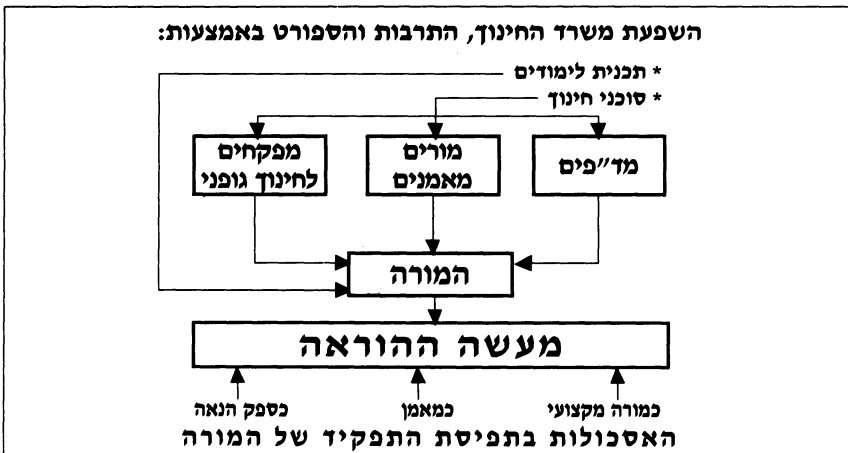 השפעת משרד החינוך, התרבות והספורט באמצעות:
* תכנית לימודים
* סוכני חינוך
מד״פים
מורים
מאמנים
מפקחים
לחינוך גופני
המורה
מעשה ההוראה
כמורה מקצועי
כמאמן
כספק הנאה
האסכולות בתפיסת התפקיד של המורה